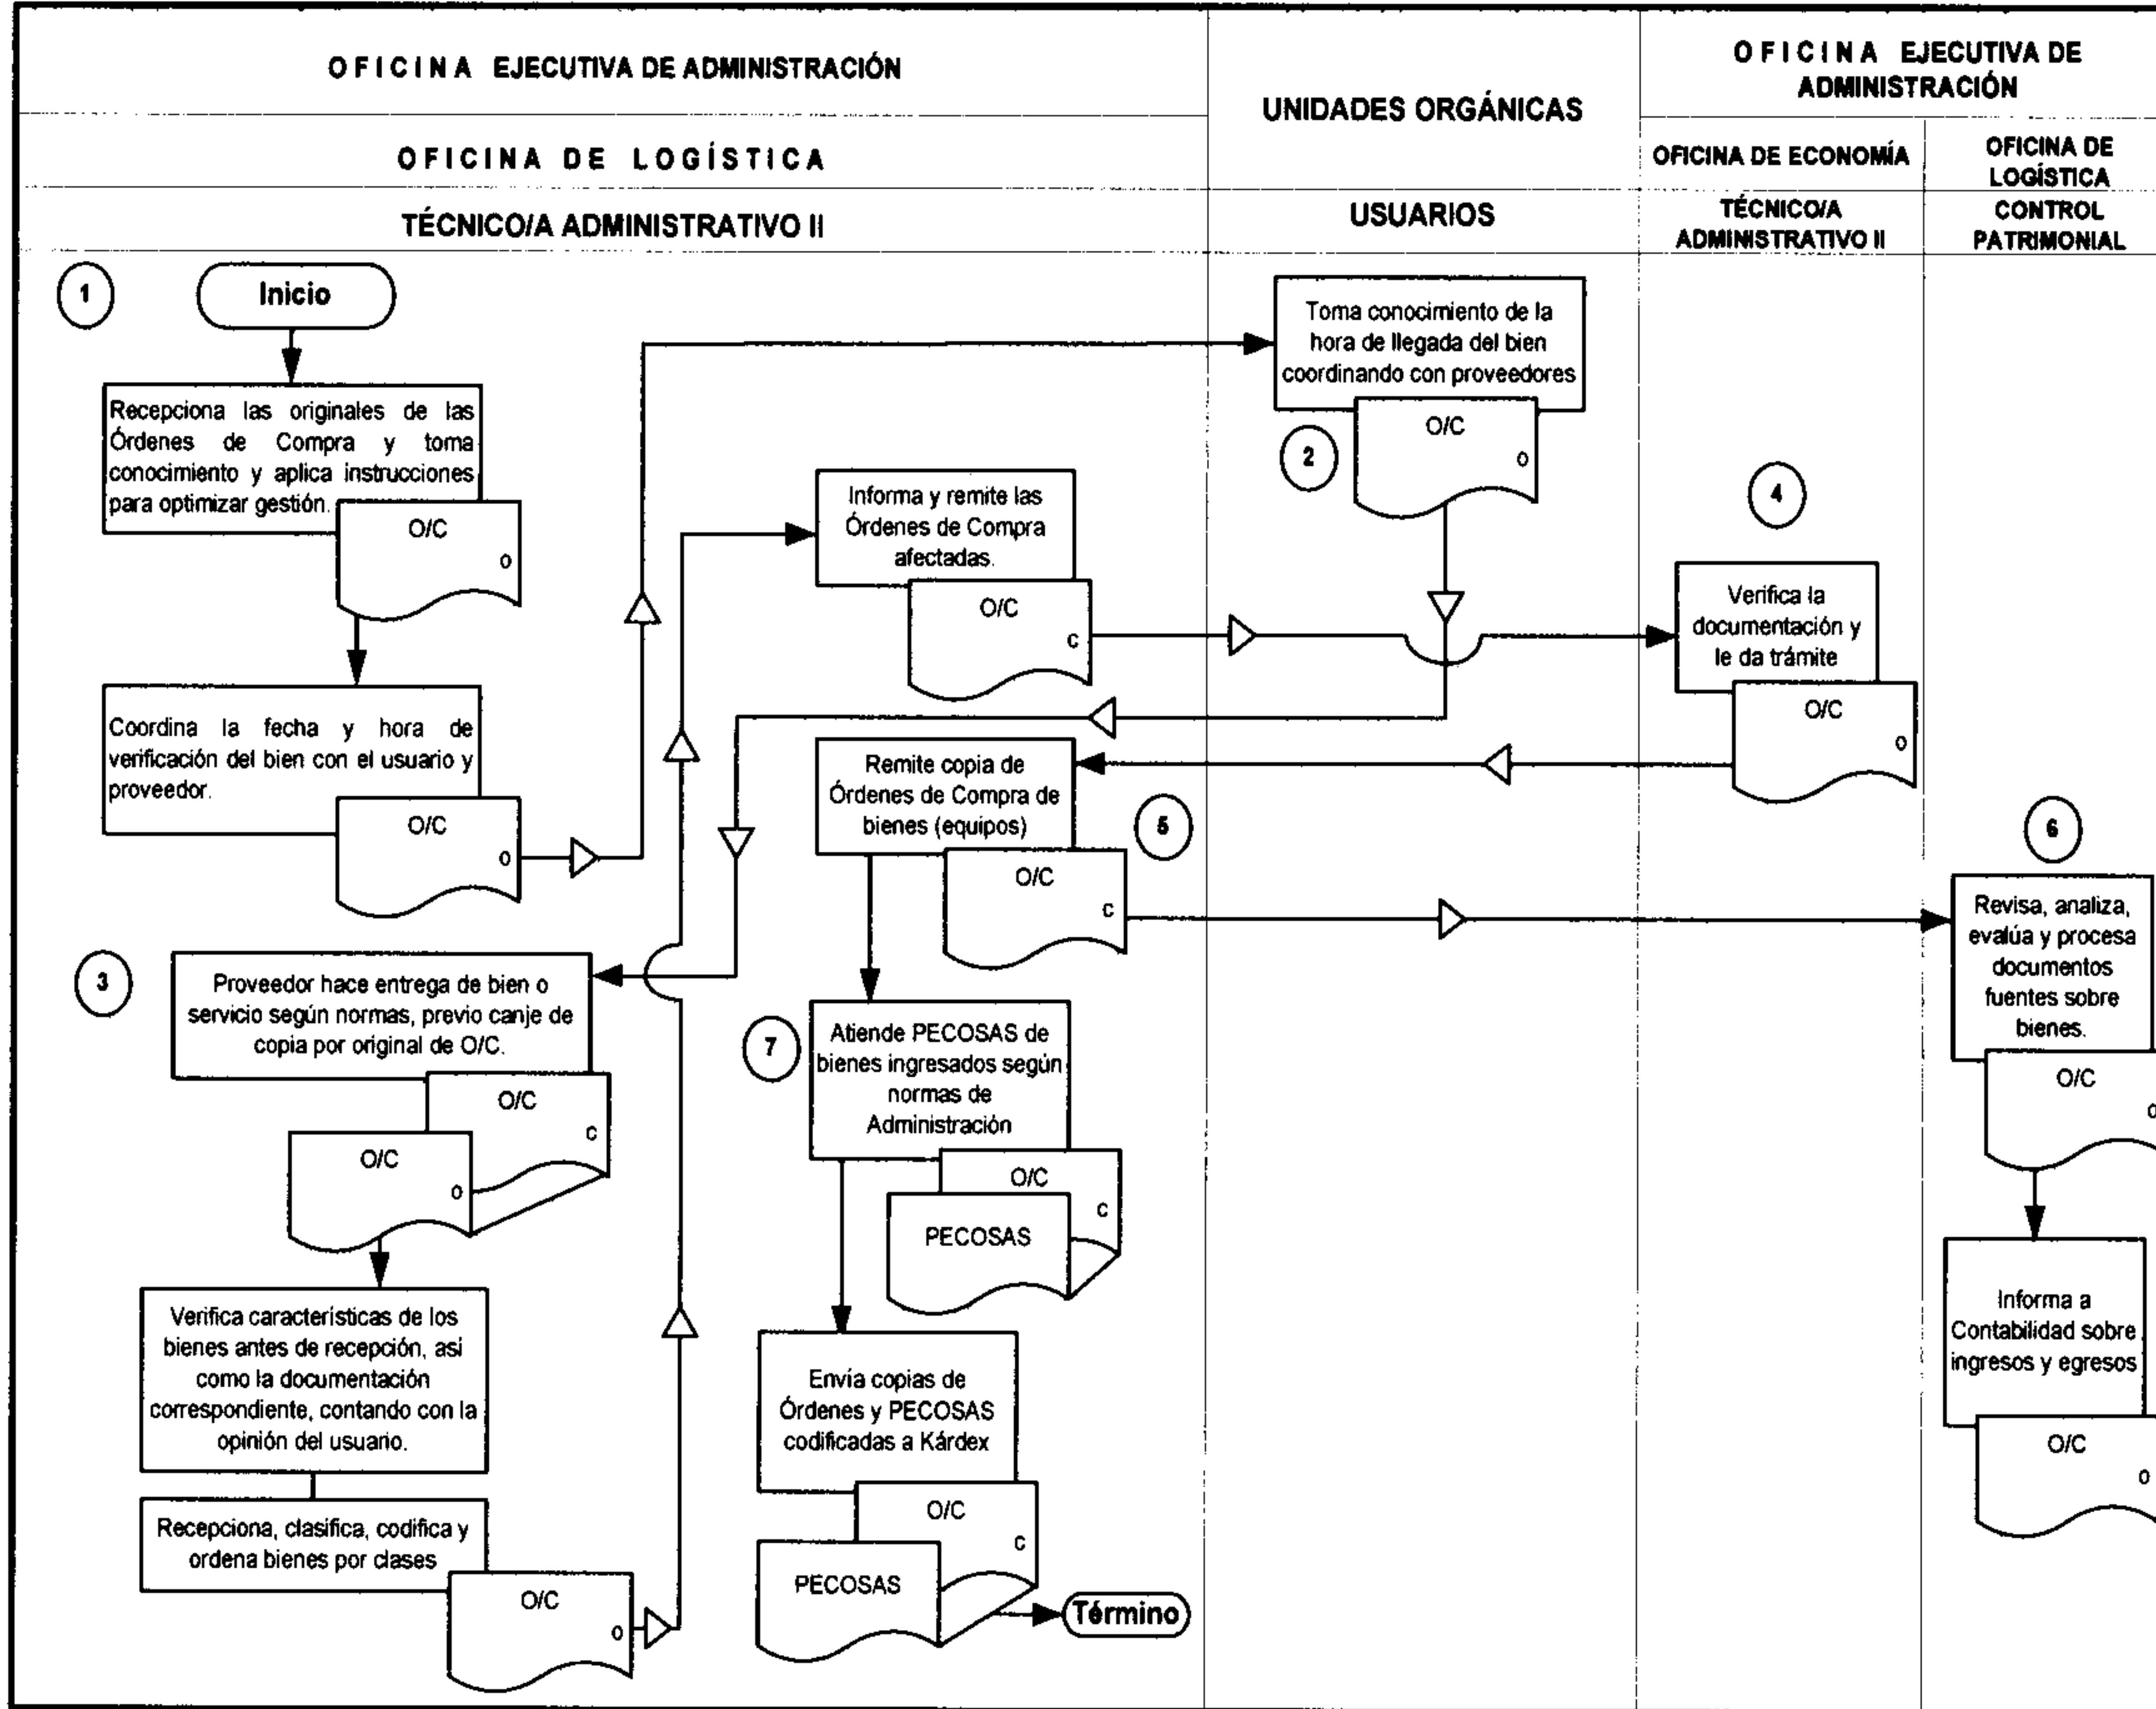 OFICINA EJECUTIVA DE ADMINISTRACIÓN
OFICINA DE LOGÍSTICA
TÉCNICO/A ADMINISTRATIVO II
UNIDADES ORGÁNICAS
USUARIOS
OFICINA EJECUTIVA DE
ADMINISTRACIÓN
OFICINA DE ECONOMÍA
TÉCNICO/A
ADMINISTRATIVO II
OFICINA DE
LOGÍSTICA
CONTROL
PATRIMONIAL
1
Inicio
Recepciona las originales de las
Órdenes de Compra y toma
conocimiento y aplica instrucciones
para optimizar gestión.
O/C
o
Coordina la fecha y hora de
verificación del bien con el usuario y
proveedor.
O/C
o
Toma conocimiento de la
hora de llegada del bien
coordinando con proveedores
O/C
o
2
3
Proveedor hace entrega de bien o
servicio según normas, previo canje de
copia por original de O/C.
O/C
c
O/C
o
Verifica características de los
bienes antes de recepción, así
como la documentación
correspondiente, contando con la
opinión del usuario.
Recepciona, clasifica, codifica y
ordena bienes por clases
O/C
o
Informa y remite las
Órdenes de Compra
afectadas.
O/C
c
4
Verifica la
documentación y
le da trámite
O/C
o
Remite copia de
Órdenes de Compra de
bienes (equipos)
5
O/C
c
6
Revisa, analiza,
evalúa y procesa
documentos
fuentes sobre
bienes.
O/C
o
Informa a
Contabilidad sobre
ingresos y egresos
O/C
o
7
Atiende PECOSAS de
bienes ingresados según
normas de
Administración
O/C
c
PECOSAS
Envía copias de
Órdenes y PECOSAS
codificadas a Kárdex
O/C
c
PECOSAS
Término